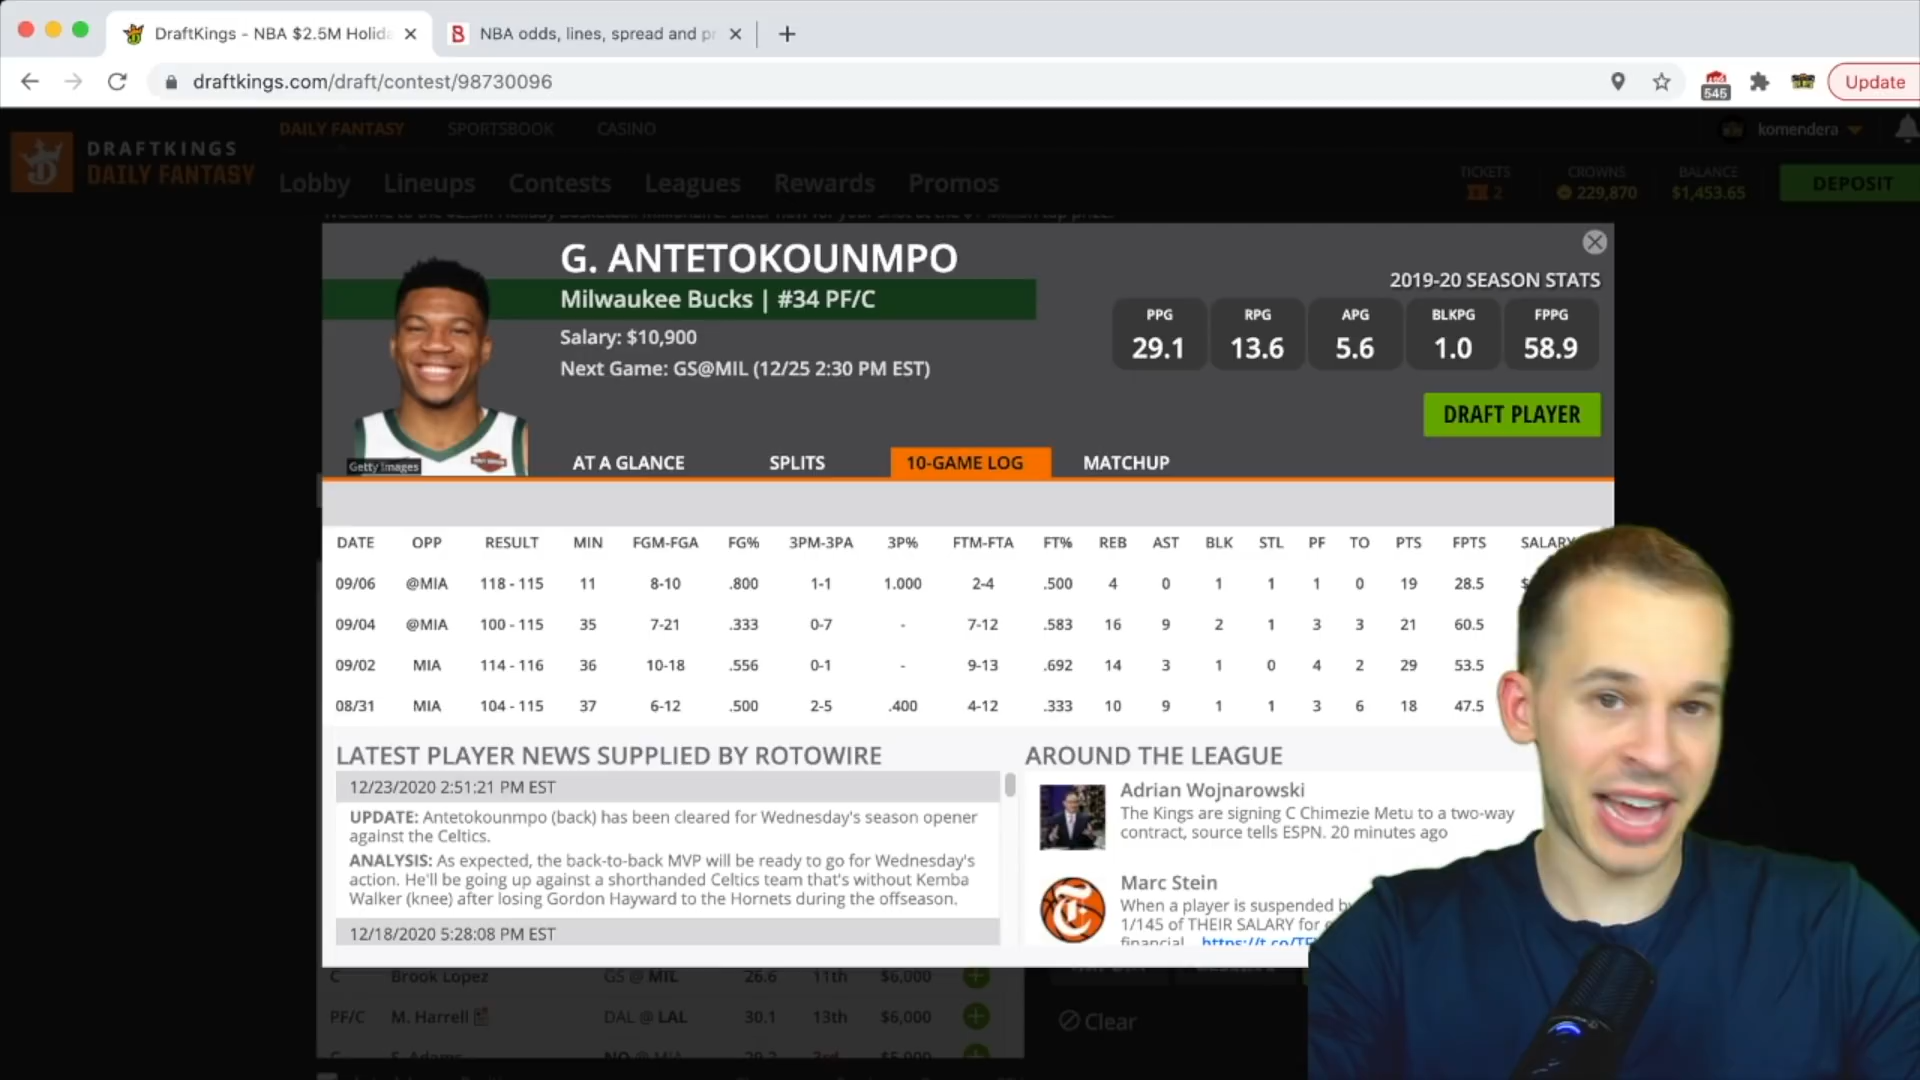 DraftKings - NBA $2.5M Holida
NBA odds, lines, spread and pr
draftkings.com/draft/contest/98730096
545
Update
DAILY FANTASY SPORTSBOOK CASINO
komendera
DRAFTKINGS
DAILY FANTASY
Lobby Lineups Contests Leagues Rewards Promos
TICKETS CROWNS BALANCE
2 229,870 $1,453.65
DEPOSIT
G. ANTETOKOUNMPO
Milwaukee Bucks | #34 PF/C
Salary: $10,900
Next Game: GS@MIL (12/25 2:30 PM EST)
2019-20 SEASON STATS
PPG RPG APG BLKPG FPPG
29.1 13.6 5.6 1.0 58.9
DRAFT PLAYER
Getty Images
AT A GLANCE SPLITS 10-GAME LOG MATCHUP
DATE OPP RESULT MIN FGM-FGA FG% 3PM-3PA 3P% FTM-FTA FT% REB AST BLK STL PF TO PTS FPTS SALARY
09/06 @MIA 118 - 115 11 8-10 .800 1-1 1.000 2-4 .500 4 0 1 1 1 0 19 28.5 $
09/04 @MIA 100 - 115 35 7-21 .333 0-7 - 7-12 .583 16 9 2 1 3 3 21 60.5
09/02 MIA 114 - 116 36 10-18 .556 0-1 - 9-13 .692 14 3 1 0 4 2 29 53.5
08/31 MIA 104 - 115 37 6-12 .500 2-5 .400 4-12 .333 10 9 1 1 3 6 18 47.5
LATEST PLAYER NEWS SUPPLIED BY ROTOWIRE
12/23/2020 2:51:21 PM EST
UPDATE: Antetokounmpo (back) has been cleared for Wednesday's season opener
against the Celtics.
ANALYSIS: As expected, the back-to-back MVP will be ready to go for Wednesday's
action. He'll be going up against a shorthanded Celtics team that's without Kemba
Walker (knee) after losing Gordon Hayward to the Hornets during the offseason.
12/18/2020 5:28:08 PM EST
AROUND THE LEAGUE
Adrian Wojnarowski
The Kings are signing C Chimezie Metu to a two-way
contract, source tells ESPN. 20 minutes ago
Marc Stein
When a player is suspended
1/145 of THEIR SALARY for
financial
C Brook Lopez GS @ MIL 26.6 11th $6,000
PF/C M. Harrell DAL @ LAL 30.1 13th $6,000
Clear